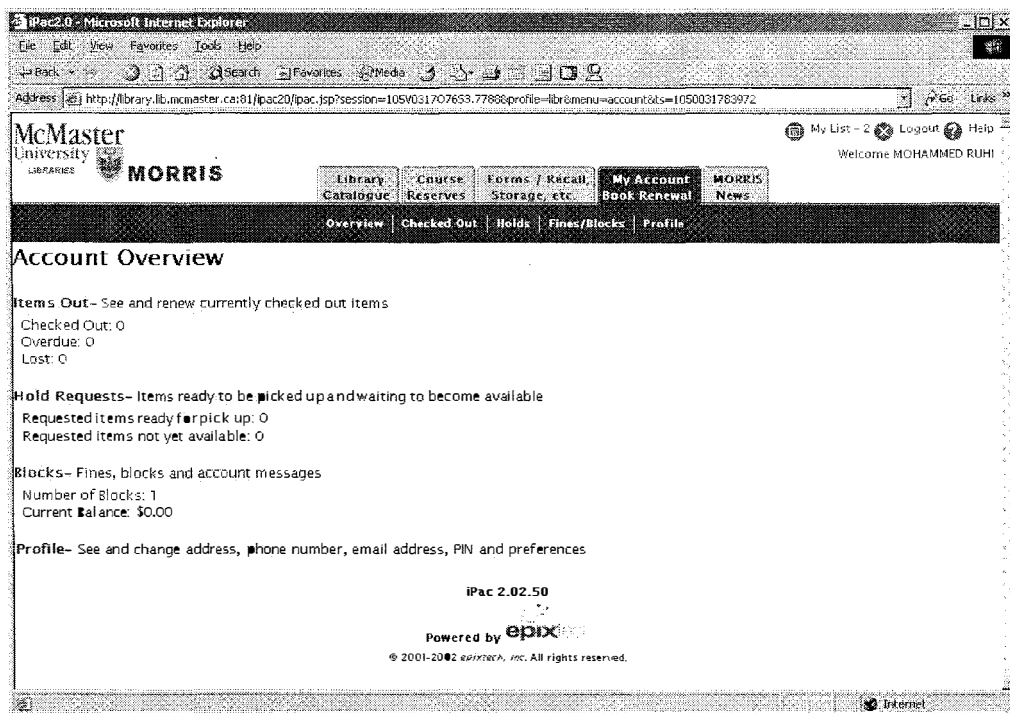 iPac2.0 - Microsoft Internet Explorer
File Edit View Favorites Tools Help
Back Search Favorites Media
Address http://library.lib.mcmaster.ca:81/ipac20/ipac.jsp?session=105V031707653.7788&profile=libr&menu=account&ts=1050031783972 Go Links »
My List - 2 Logout Help
McMaster
University
LIBRARIES
MORRIS
Welcome MOHAMMED RUHI
Library Catalogue
Course Reserves
Forms / Recall, Storage, etc.
My Account Book Renewal
MORRIS News
Overview | Checked Out | Holds | Fines/Blocks | Profile
Account Overview
Items Out- See and renew currently checked out items
Checked Out: 0
Overdue: 0
Lost: 0
Hold Requests- Items ready to be picked up and waiting to become available
Requested items ready for pick up: 0
Requested items not yet available: 0
Blocks- Fines, blocks and account messages
Number of Blocks: 1
Current Balance: $0.00
Profile- See and change address, phone number, email address, PIN and preferences
iPac 2.02.50
Powered by
© 2001-2002 epixtech, inc. All rights reserved.
Internet